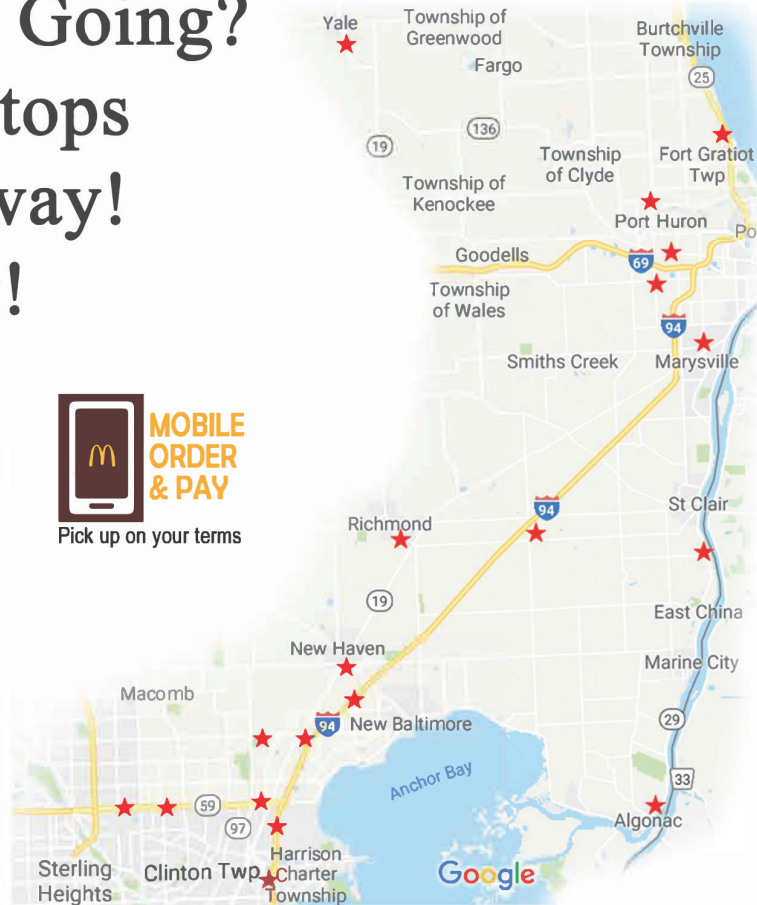 Going?
Yale
Township of
Greenwood
Burtchville
Township
Fargo
25
tops
136
19
Township
of Clyde
Fort Gratiot
Twp
way!
Township of
Kenockee
Port Huron
Po
Goodells
69
!
Township
of Wales
94
Smiths Creek
Marysville
MOBILE
ORDER
& PAY
Pick up on your terms
St Clair
94
Richmond
19
East China
New Haven
Marine City
Macomb
94
New Baltimore
29
Anchor Bay
33
59
97
Algonac
Sterling
Heights
Clinton Twp
Harrison
Charter
Township
Google